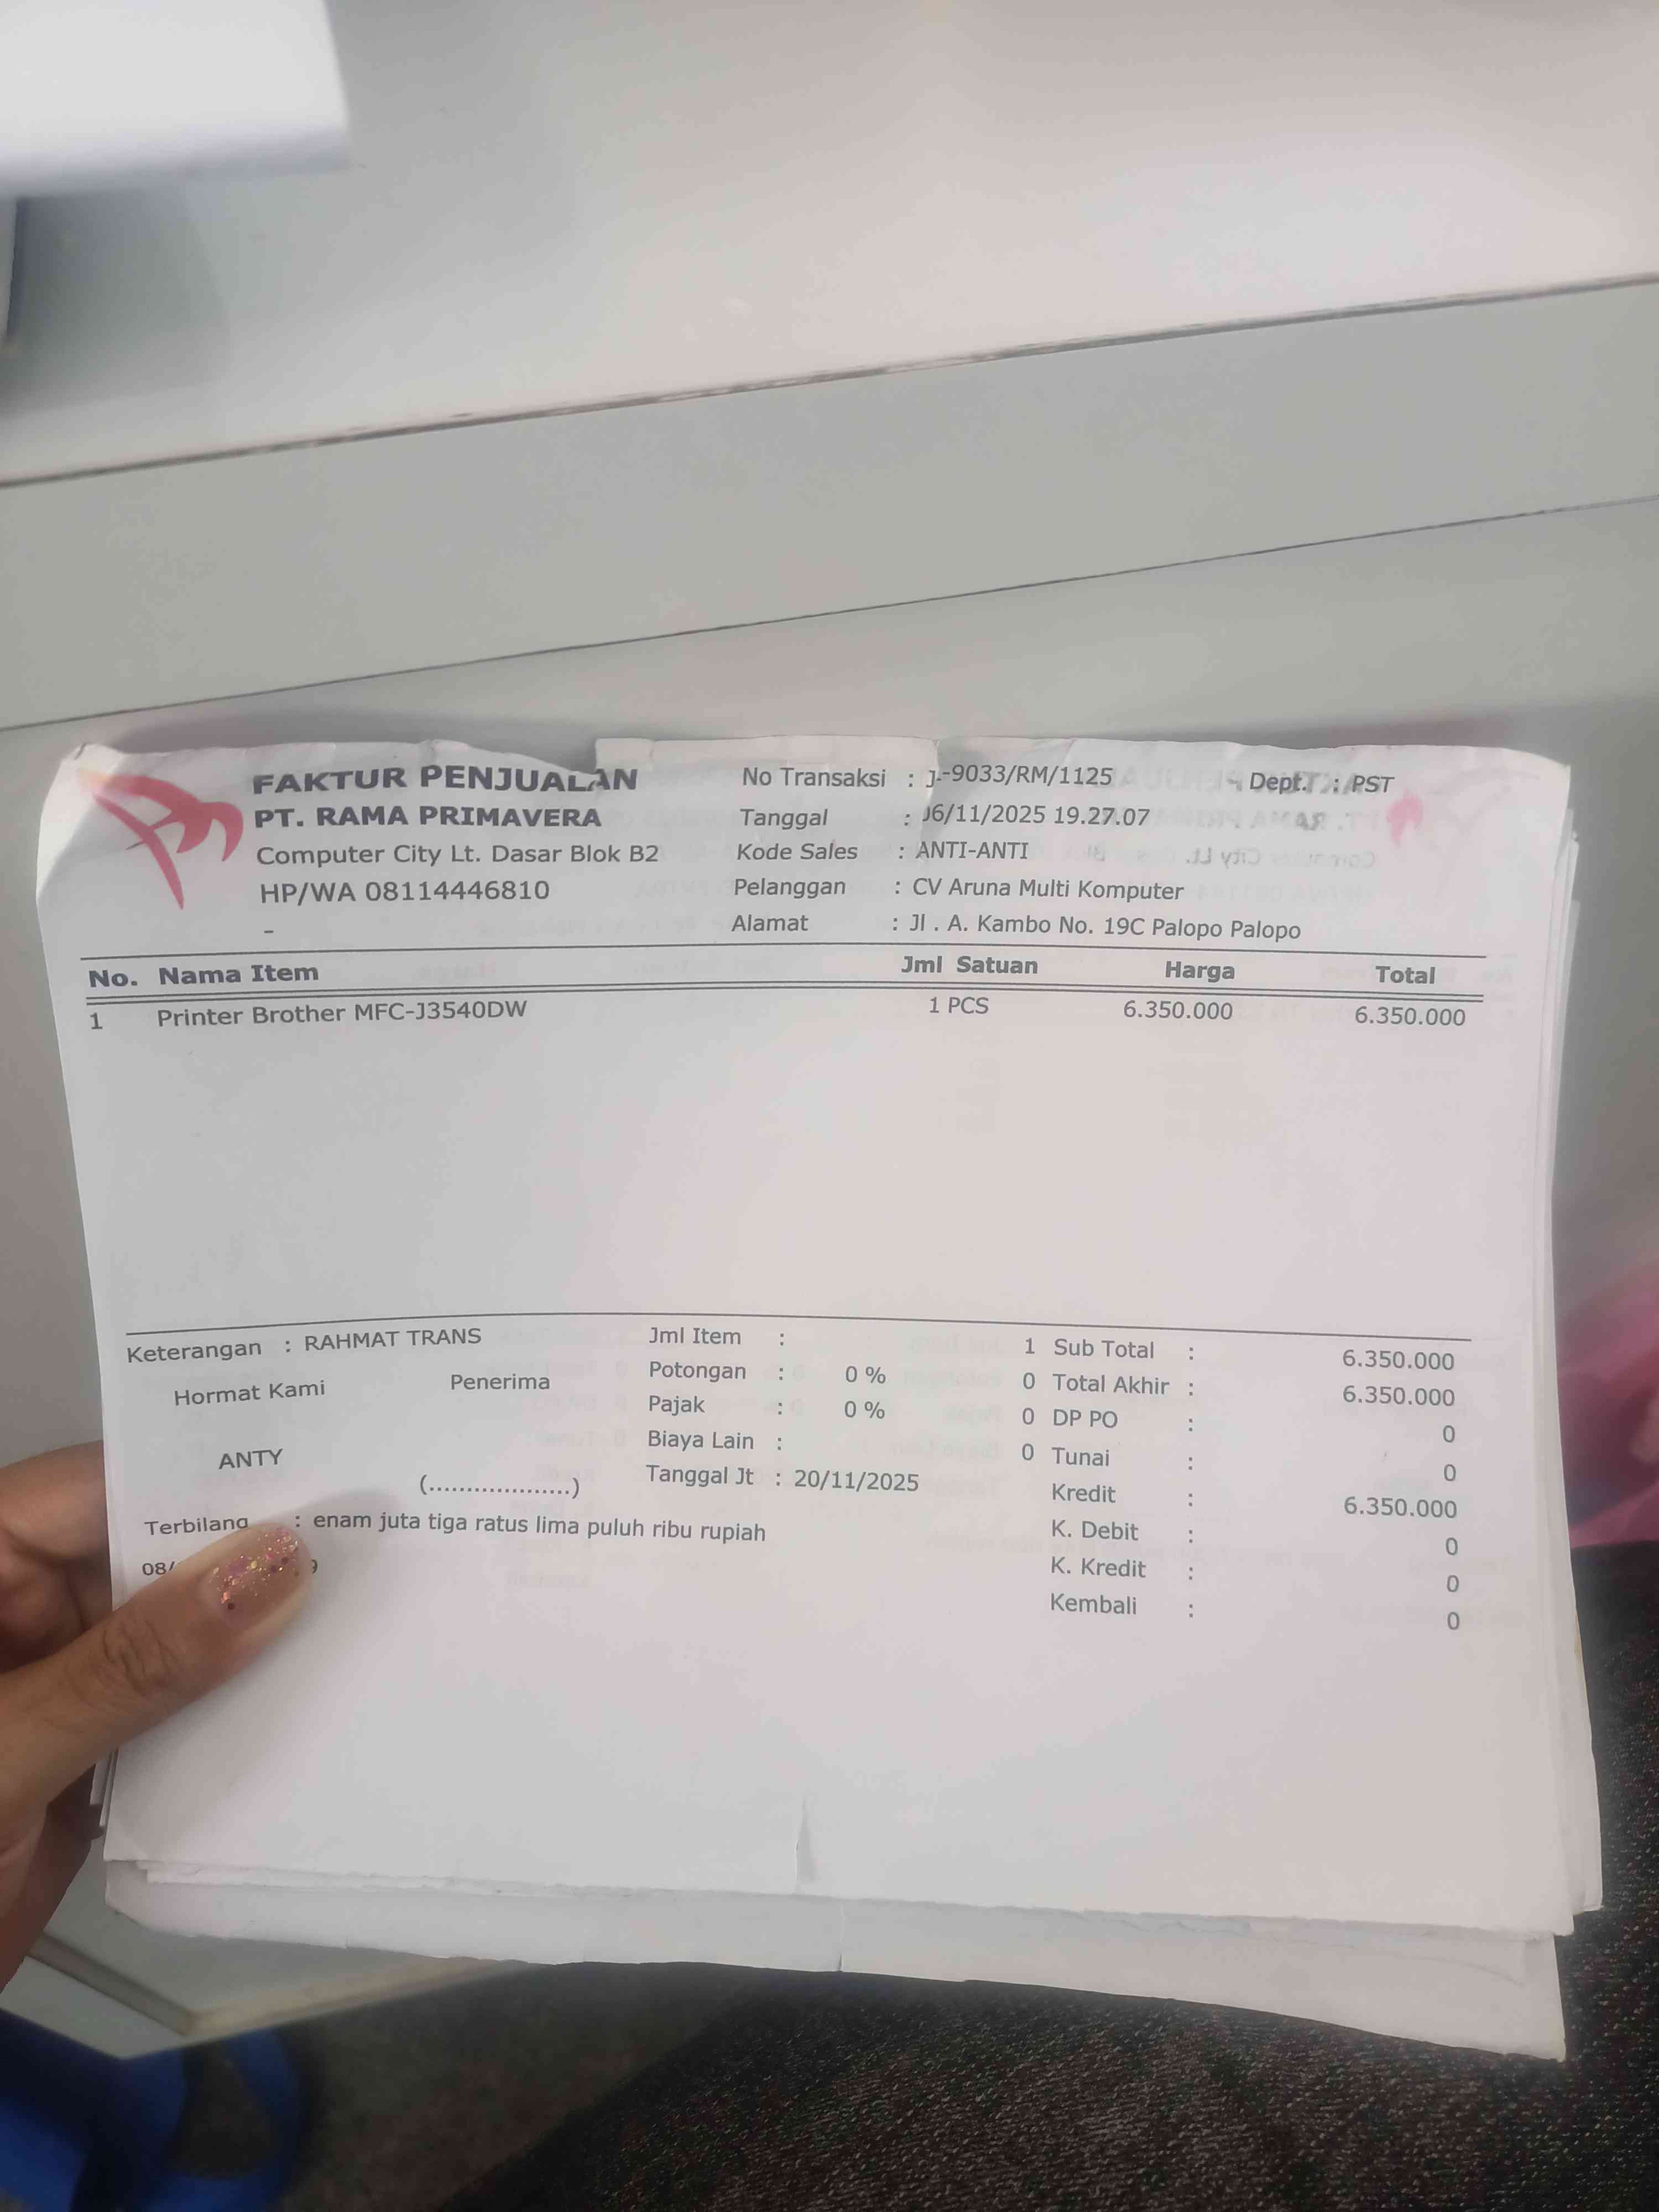 FAKTUR PENJUALAN
PT. RAMA PRIMAVERA
Computer City Lt. Dasar Blok B2
HP/WA 08114446810
-
No Transaksi : -9033/RM/1125 Dept. : PST
Tanggal : 6/11/2025 19.27.07
Kode Sales : ANTI-ANTI
Pelanggan : CV Aruna Multi Komputer
Alamat : Jl . A. Kambo No. 19C Palopo Palopo
No. Nama Item Jml Satuan Harga Total
1 Printer Brother MFC-J3540DW 1 PCS 6.350.000 6.350.000
Keterangan : RAHMAT TRANS
Hormat Kami Penerima
ANTY
(...................)
Jml Item : 1
Potongan : 0 % 0
Pajak : 0 % 0
Biaya Lain : 0
Tanggal Jt : 20/11/2025
Sub Total : 6.350.000
Total Akhir : 6.350.000
DP PO : 0
Tunai : 0
Kredit : 6.350.000
K. Debit : 0
K. Kredit : 0
Kembali : 0
Terbilang : enam juta tiga ratus lima puluh ribu rupiah
08/